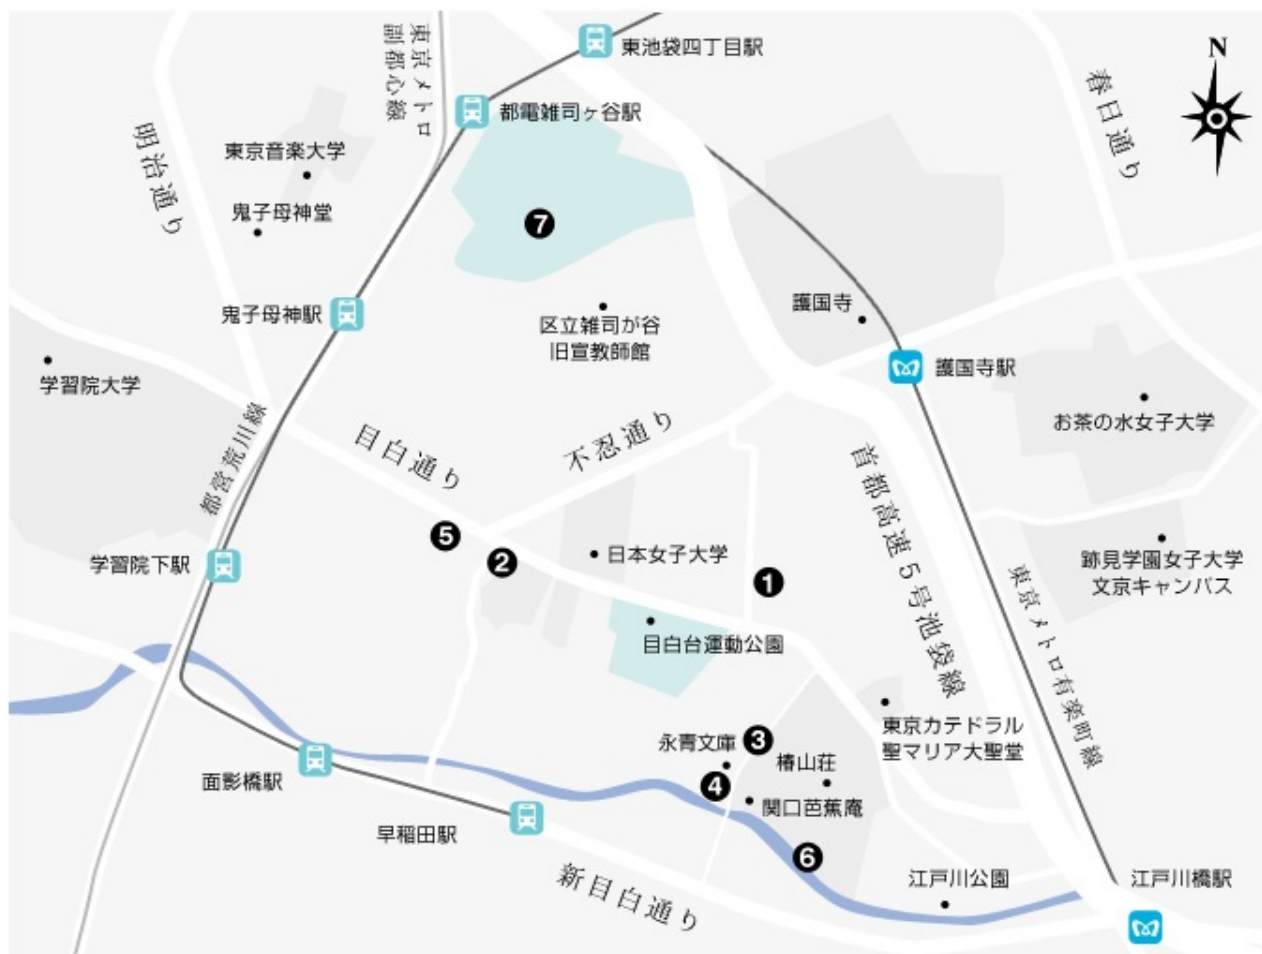 東池袋四丁目駅
N
東京メトロ
副都心線
都電雑司ヶ谷駅
春日通り
明治通り
東京音楽大学
鬼子母神堂
7
護国寺
鬼子母神駅
区立雑司が谷
旧宣教師館
護国寺駅
学習院大学
お茶の水女子大学
都営荒川線
目白通り
不忍通り
首都高速5号池袋線
5
2
日本女子大学
学習院下駅
1
跡見学園女子大学
文京キャンパス
東京メトロ有楽町線
目白台運動公園
東京カテドラル
聖マリア大聖堂
永青文庫
3
椿山荘
面影橋駅
4
関口芭蕉庵
早稲田駅
6
新目白通り
江戸川公園
江戸川橋駅